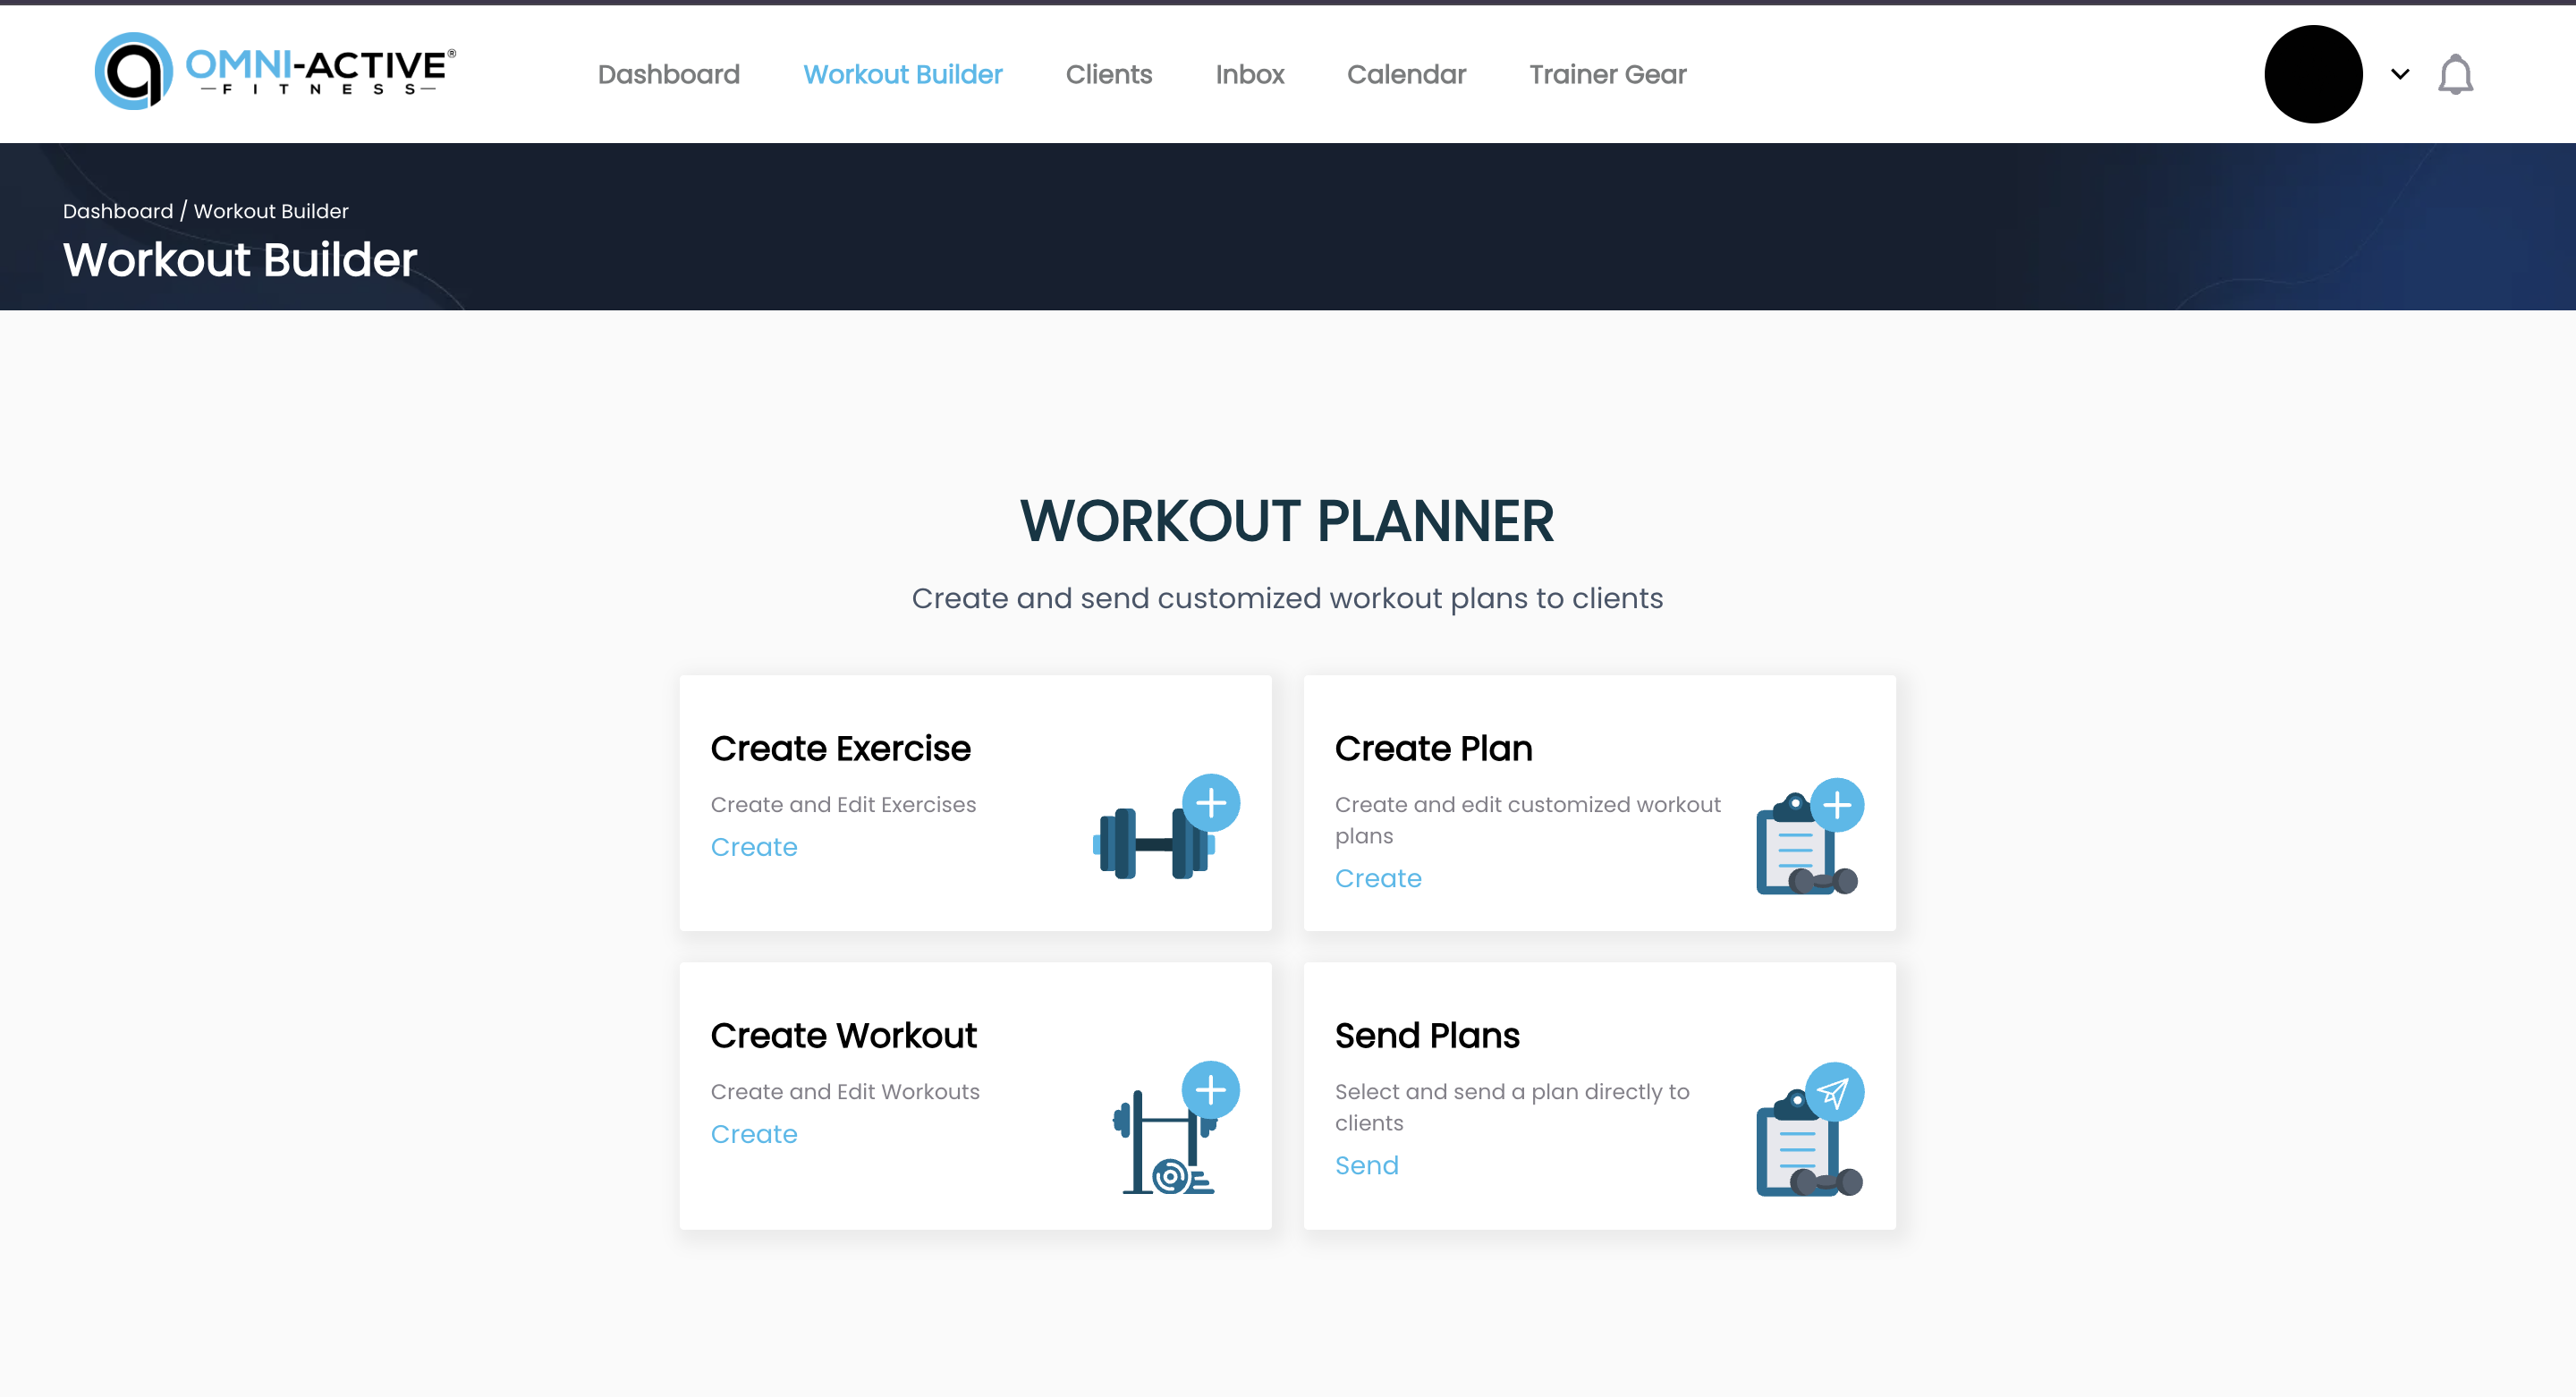 OMNI-ACTIVE®
FITNESS
Dashboard
Workout Builder
Clients
Inbox
Calendar
Trainer Gear
Dashboard / Workout Builder
Workout Builder
WORKOUT PLANNER
Create and send customized workout plans to clients
Create Exercise
Create and Edit Exercises
Create
Create Plan
Create and edit customized workout
plans
Create
Create Workout
Create and Edit Workouts
Create
Send Plans
Select and send a plan directly to
clients
Send